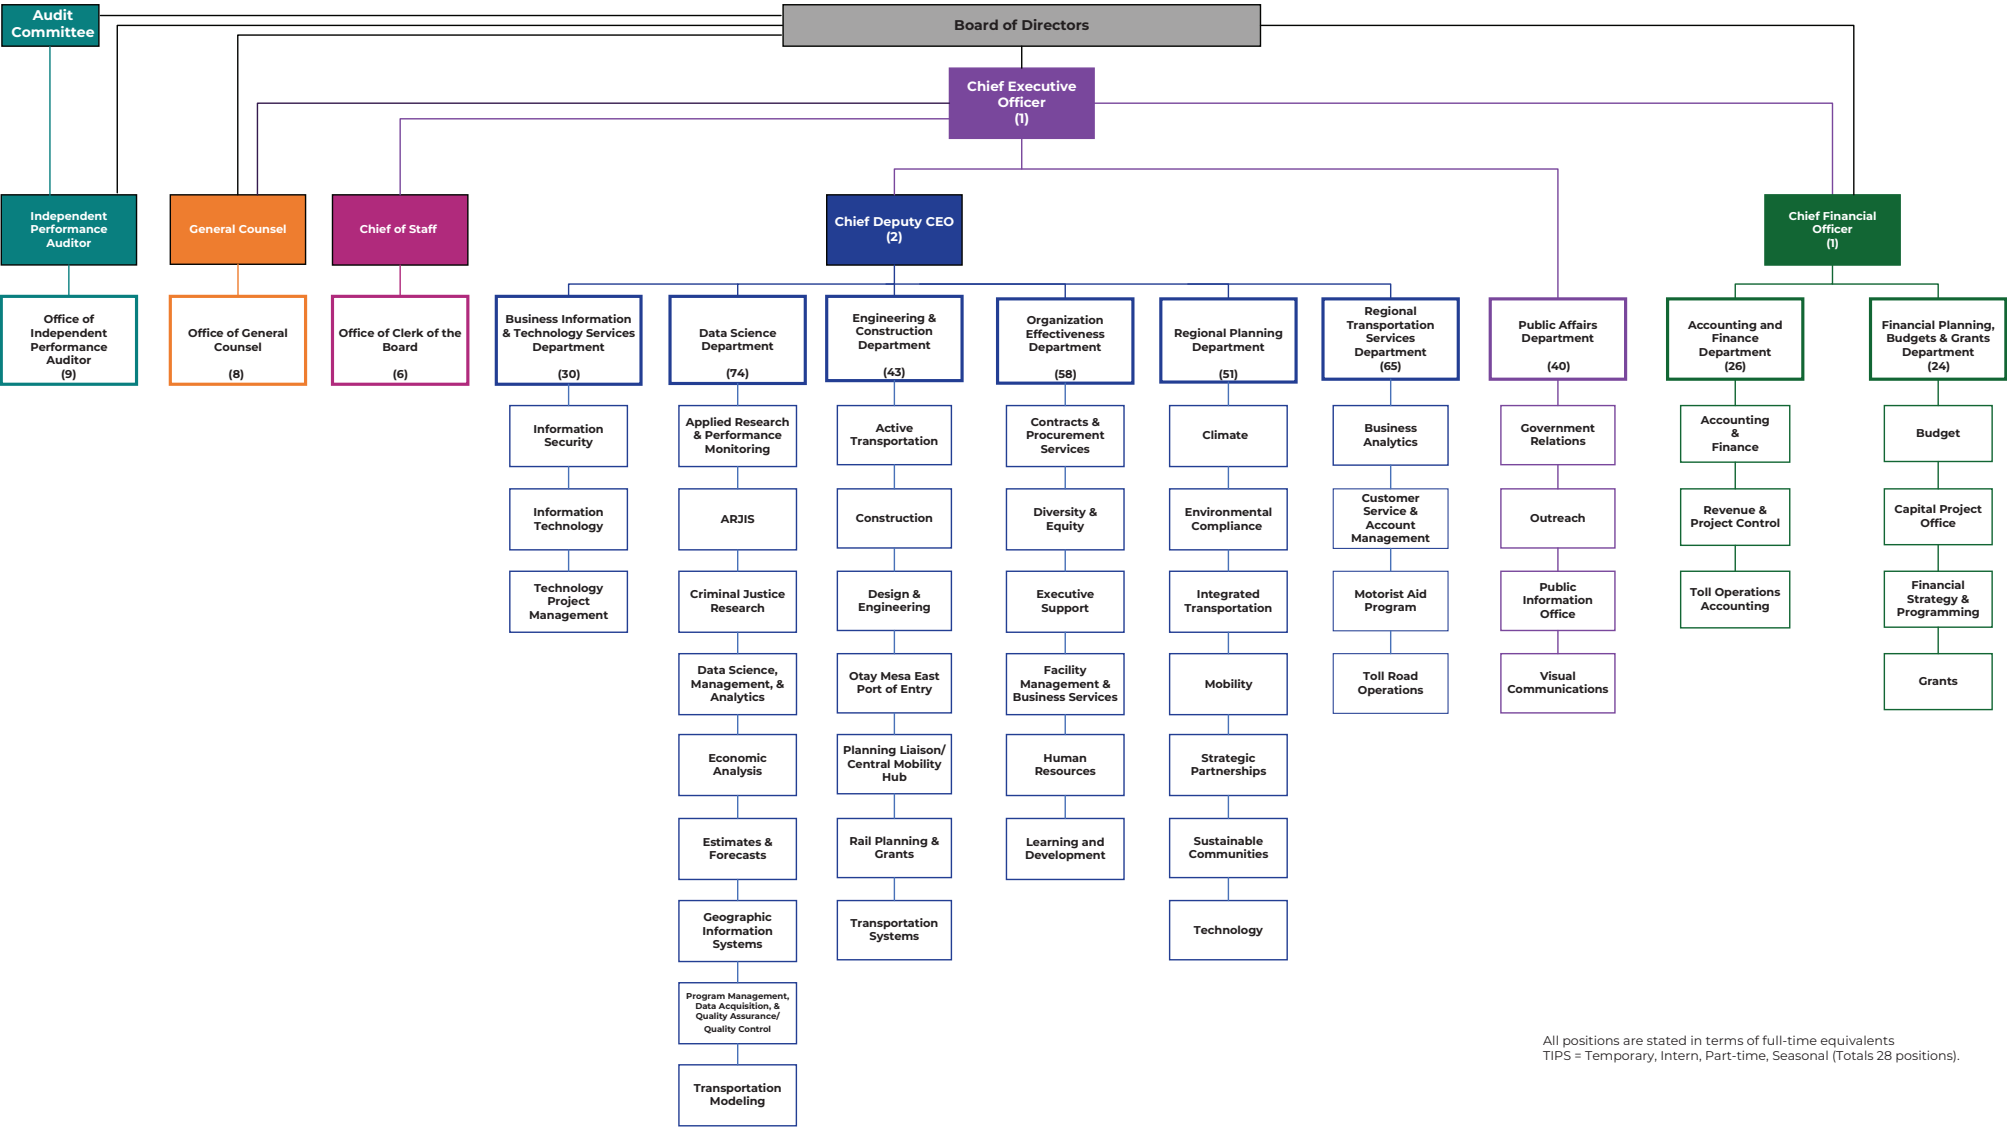 Audit
Committee
Board of Directors
Chief Executive
Officer
(1)
Independent
Performance
Auditor
General Counsel
Chief of Staff
Chief Deputy CEO
(2)
Chief Financial
Officer
(1)
Office of
Independent
Performance
Auditor
(9)
Office of General
Counsel
(8)
Office of Clerk of the
Board
(6)
Business Information
& Technology Services
Department
(30)
Data Science
Department
(74)
Engineering &
Construction
Department
(43)
Organization
Effectiveness
Department
(58)
Regional Planning
Department
(51)
Regional
Transportation
Services
Department
(65)
Public Affairs
Department
(40)
Accounting and
Finance
Department
(26)
Financial Planning,
Budgets & Grants
Department
(24)
Information
Security
Information
Technology
Technology
Project
Management
Applied Research
& Performance
Monitoring
ARJIS
Criminal Justice
Research
Data Science,
Management, &
Analytics
Economic
Analysis
Estimates &
Forecasts
Geographic
Information
Systems
Program Management,
Data Acquisition, &
Quality Assurance/
Quality Control
Transportation
Modeling
Active
Transportation
Construction
Design &
Engineering
Otay Mesa East
Port of Entry
Planning Liaison/
Central Mobility
Hub
Rail Planning &
Grants
Transportation
Systems
Contracts &
Procurement
Services
Diversity &
Equity
Executive
Support
Facility
Management &
Business Services
Human
Resources
Learning and
Development
Climate
Environmental
Compliance
Integrated
Transportation
Mobility
Strategic
Partnerships
Sustainable
Communities
Technology
Business
Analytics
Customer
Service &
Account
Management
Motorist Aid
Program
Toll Road
Operations
Government
Relations
Outreach
Public
Information
Office
Visual
Communications
Accounting
&
Finance
Revenue &
Project Control
Toll Operations
Accounting
Budget
Capital Project
Office
Financial
Strategy &
Programming
Grants
All positions are stated in terms of full-time equivalents
TIPS = Temporary, Intern, Part-time, Seasonal (Totals 28 positions).